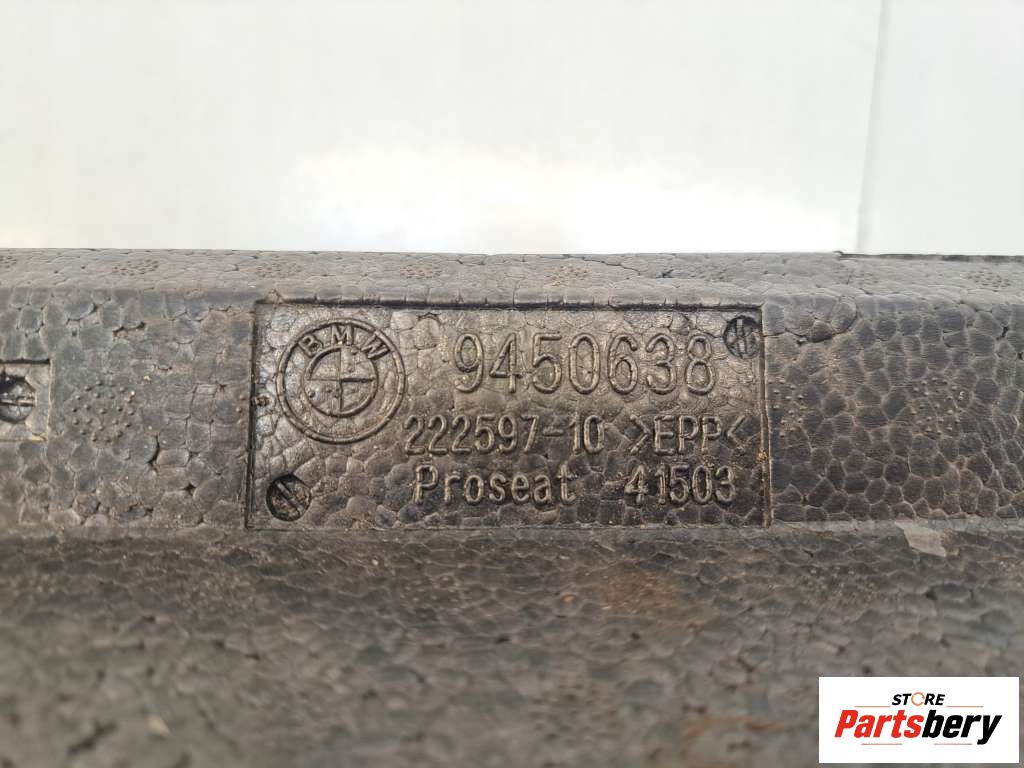 BMW
9450638
222597-10 >EPP<
Proseat 41503
STORE
Partsbery